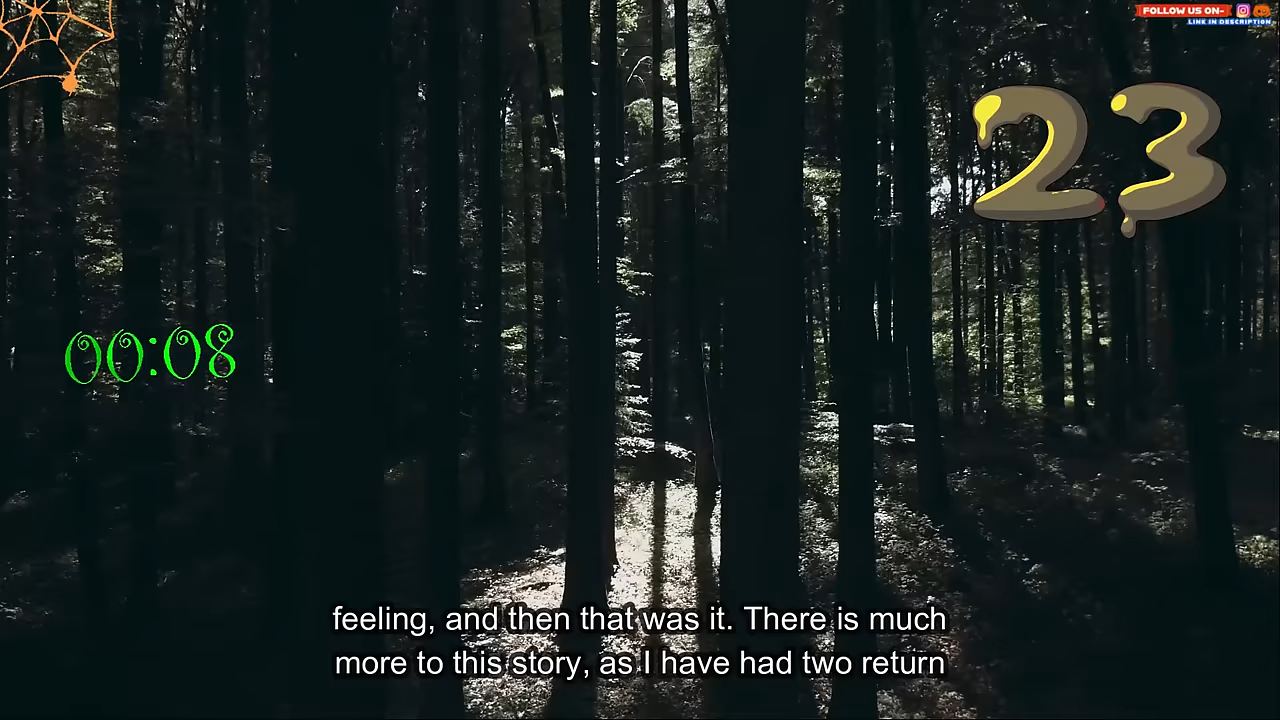 FOLLOW US ON-
LINK IN DESCRIPTION
23
00:08
feeling, and then that was it. There is much
more to this story, as I have had two return